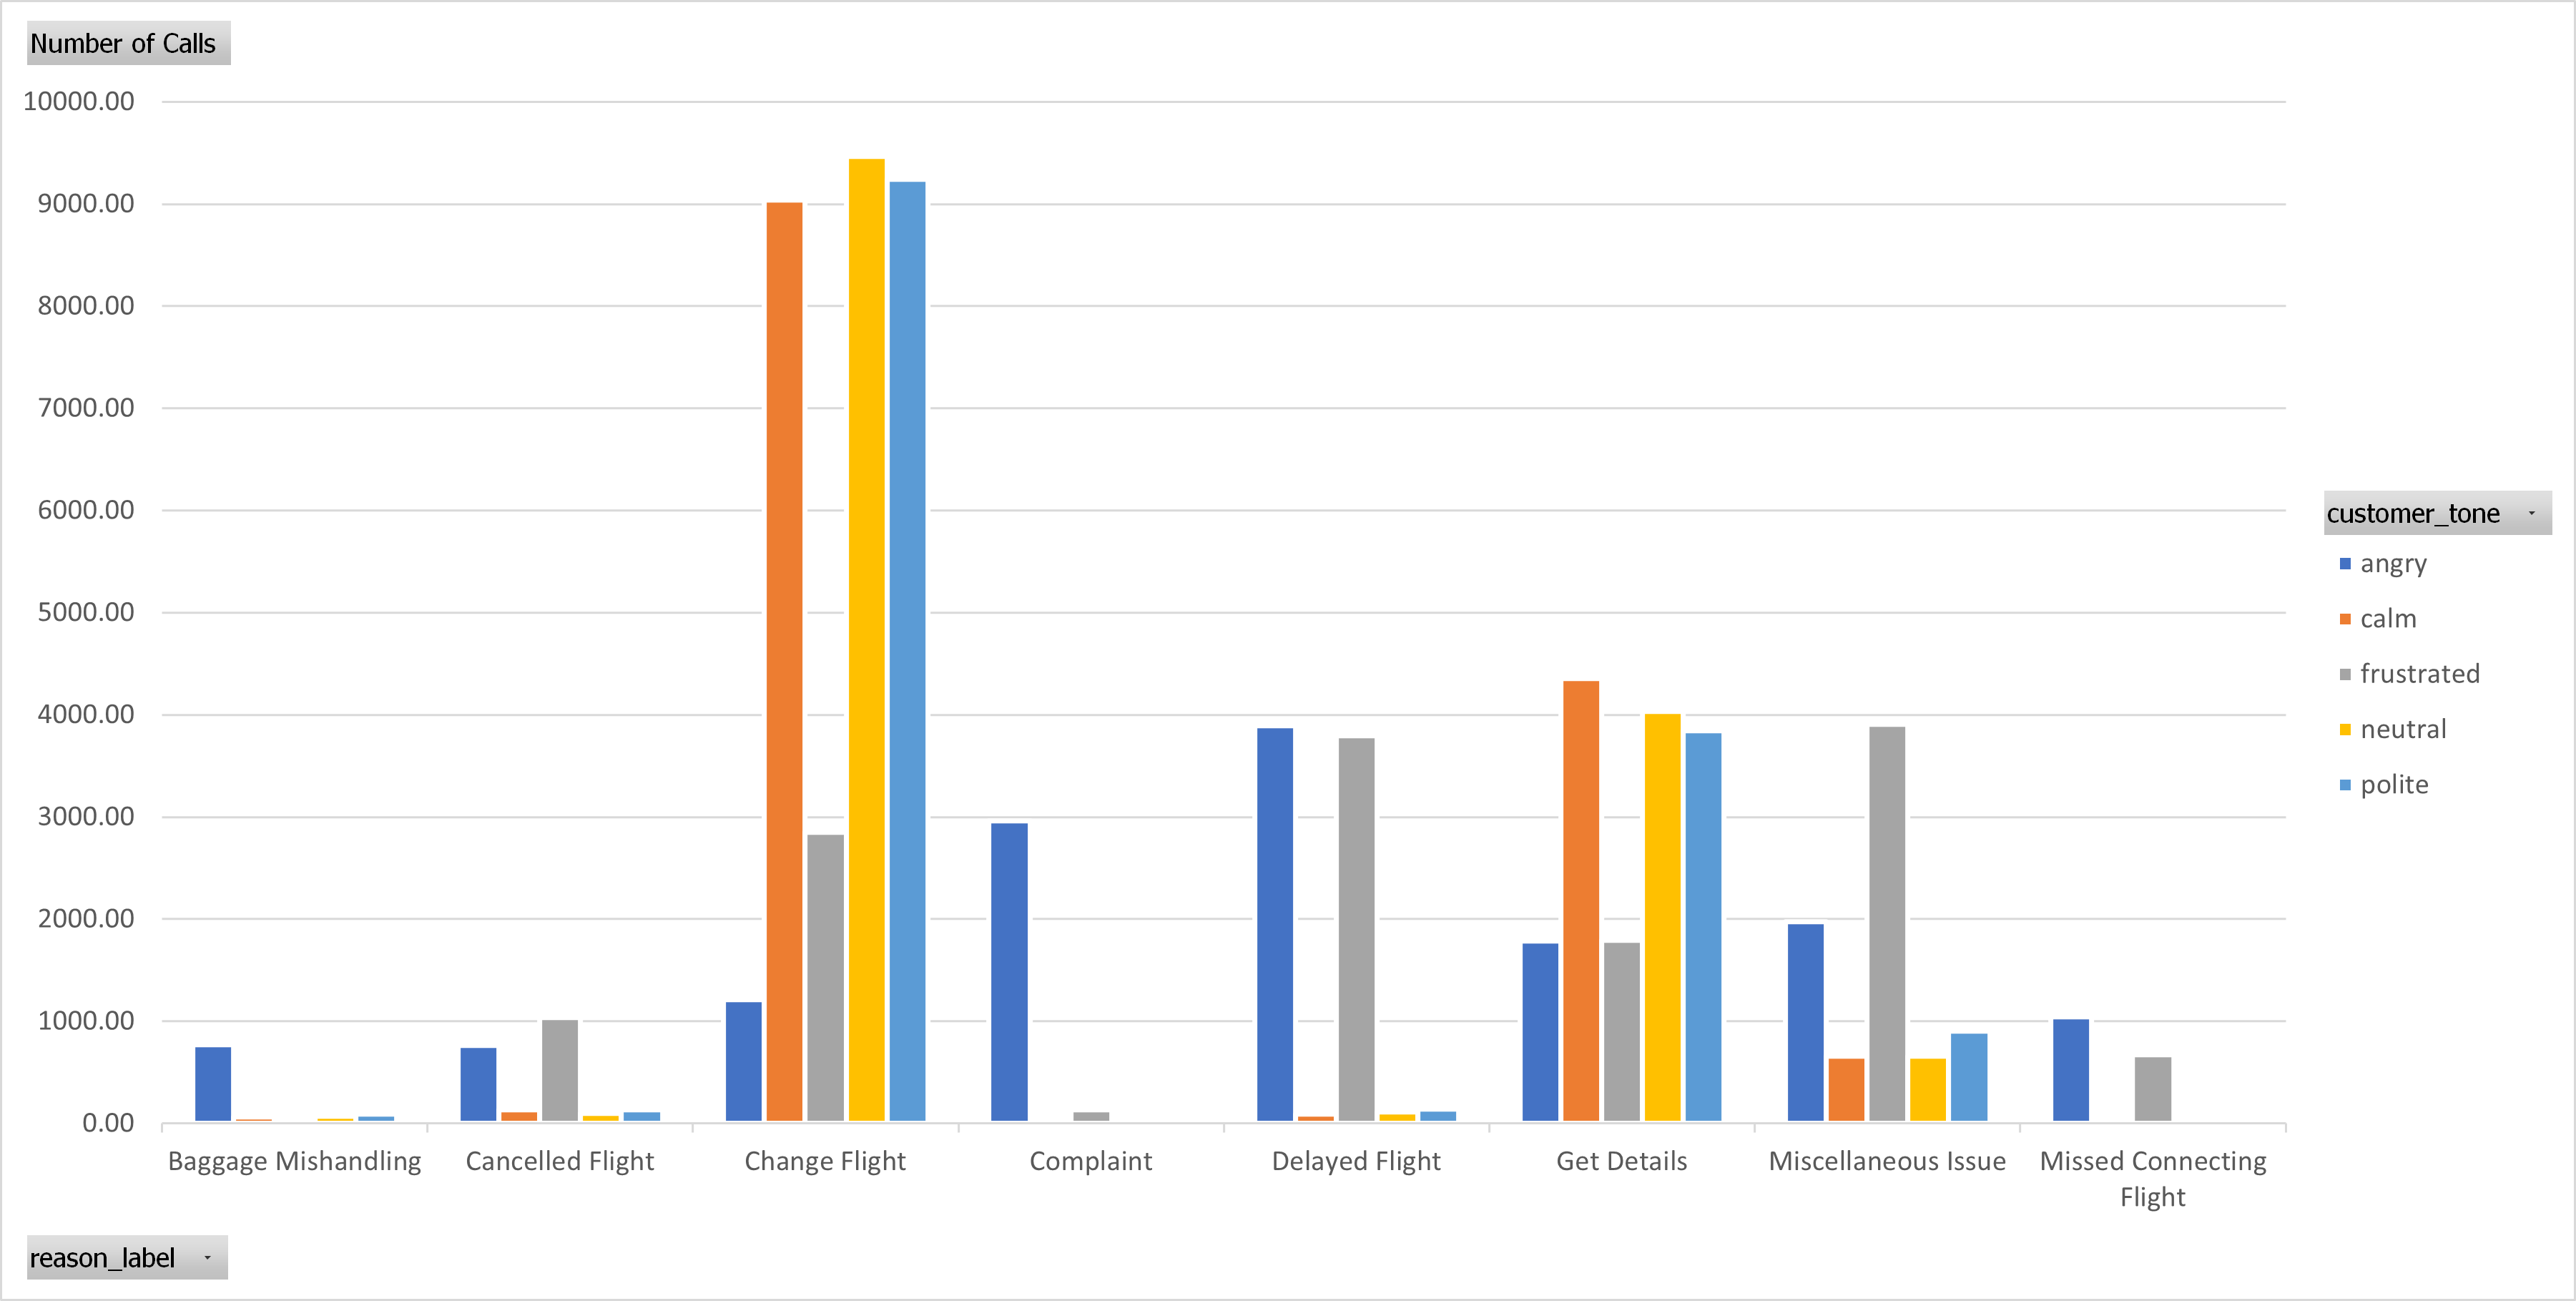 Number of Calls
10000.00
9000.00
8000.00
7000.00
6000.00
5000.00
4000.00
3000.00
2000.00
1000.00
0.00
Baggage Mishandling
Cancelled Flight
Change Flight
Complaint
Delayed Flight
Get Details
Miscellaneous Issue
Missed Connecting
Flight
customer_tone
angry
calm
frustrated
neutral
polite
reason_label